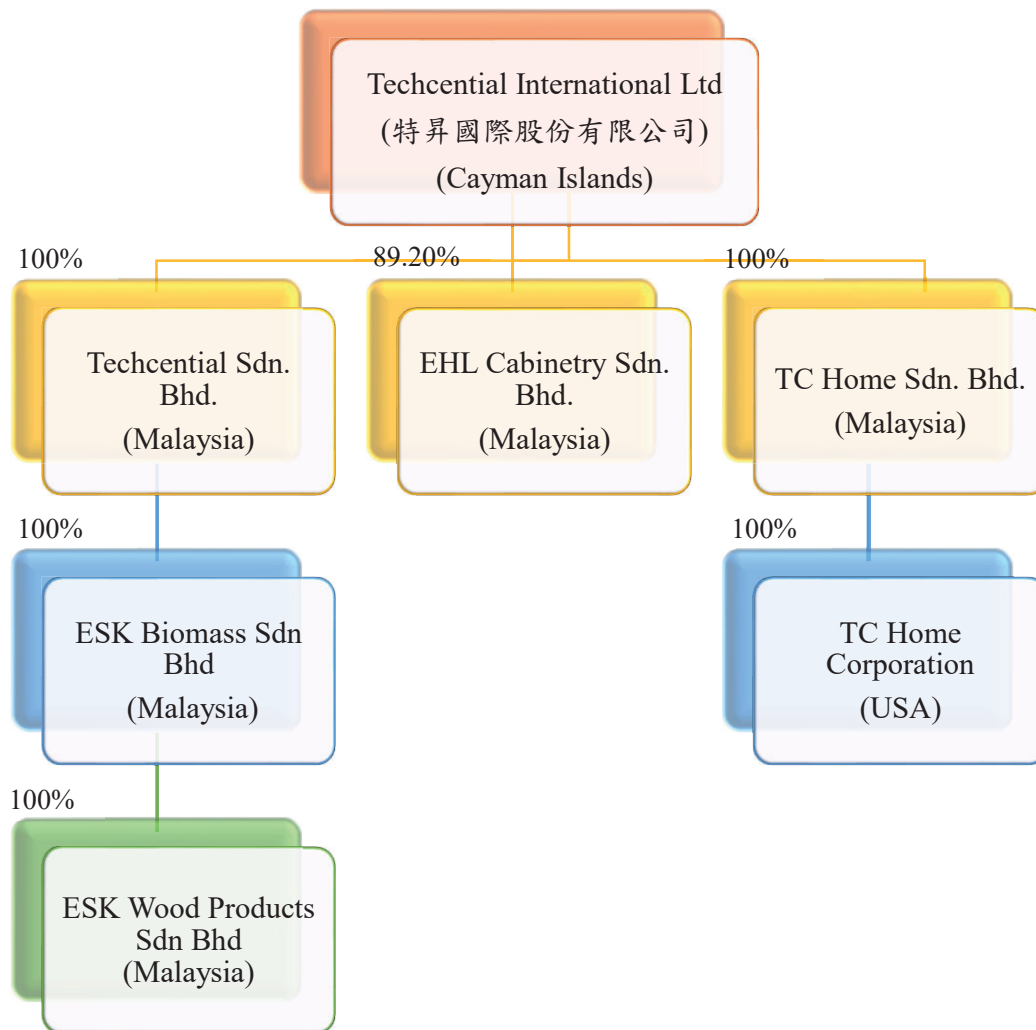 Techcential International Ltd
(特昇國際股份有限公司)
(Cayman Islands)
100%
89.20%
100%
Techcential Sdn.
Bhd.
(Malaysia)
EHL Cabinetry Sdn.
Bhd.
(Malaysia)
TC Home Sdn. Bhd.
(Malaysia)
100%
100%
ESK Biomass Sdn
Bhd
(Malaysia)
TC Home
Corporation
(USA)
100%
ESK Wood Products
Sdn Bhd
(Malaysia)